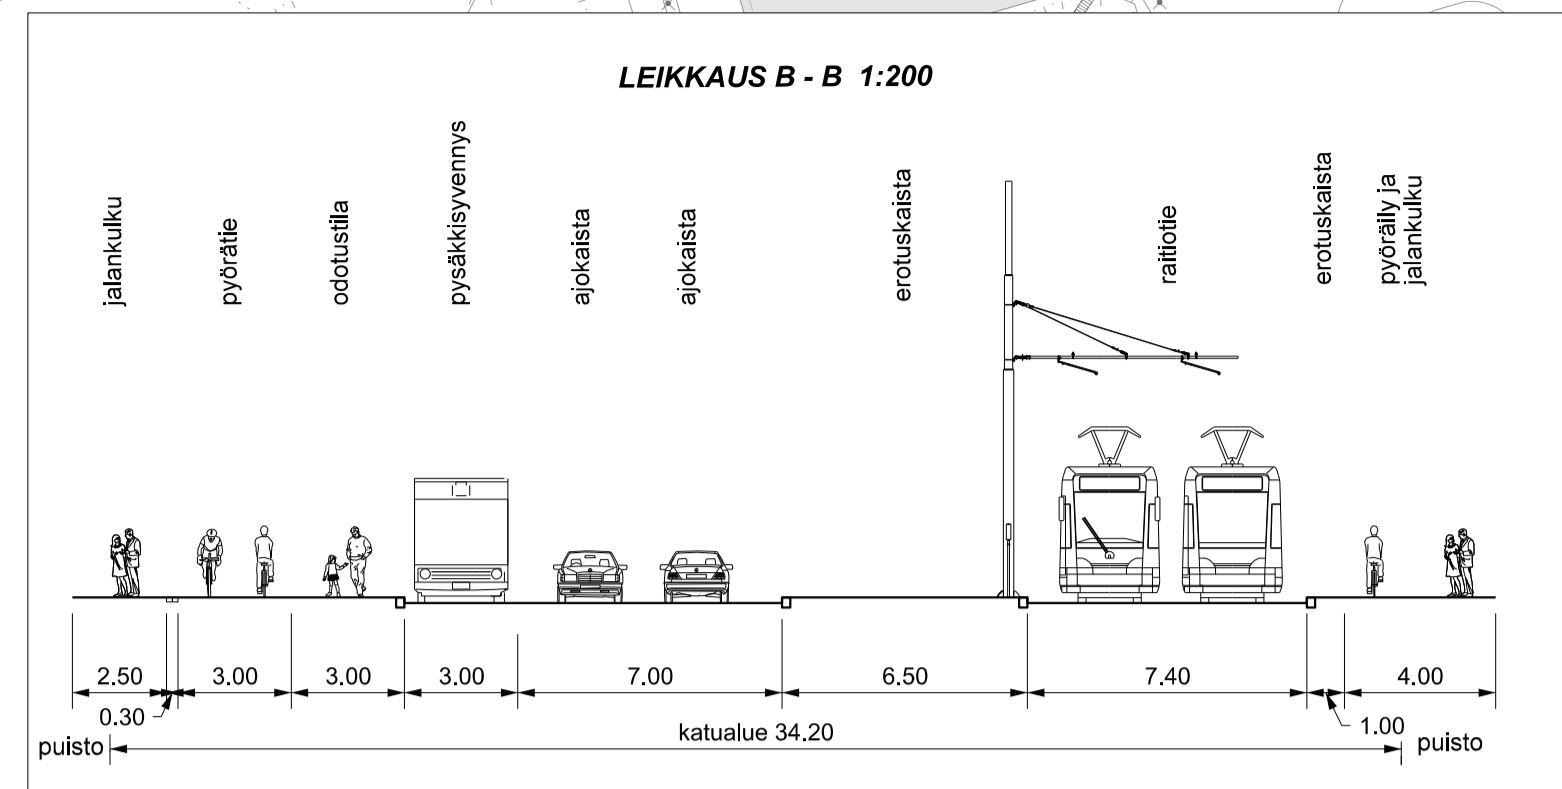 LEIKKAUS B - B 1:200
jalankulku
pyörätie
odotustila
pysäkkisyvennys
ajokaista
ajokaista
erotuskaista
raitiotie
erotuskaista
pyöräily ja
jalankulku
2.50
3.00
3.00
3.00
7.00
6.50
7.40
4.00
0.30
1.00
puisto
katualue 34.20
puisto